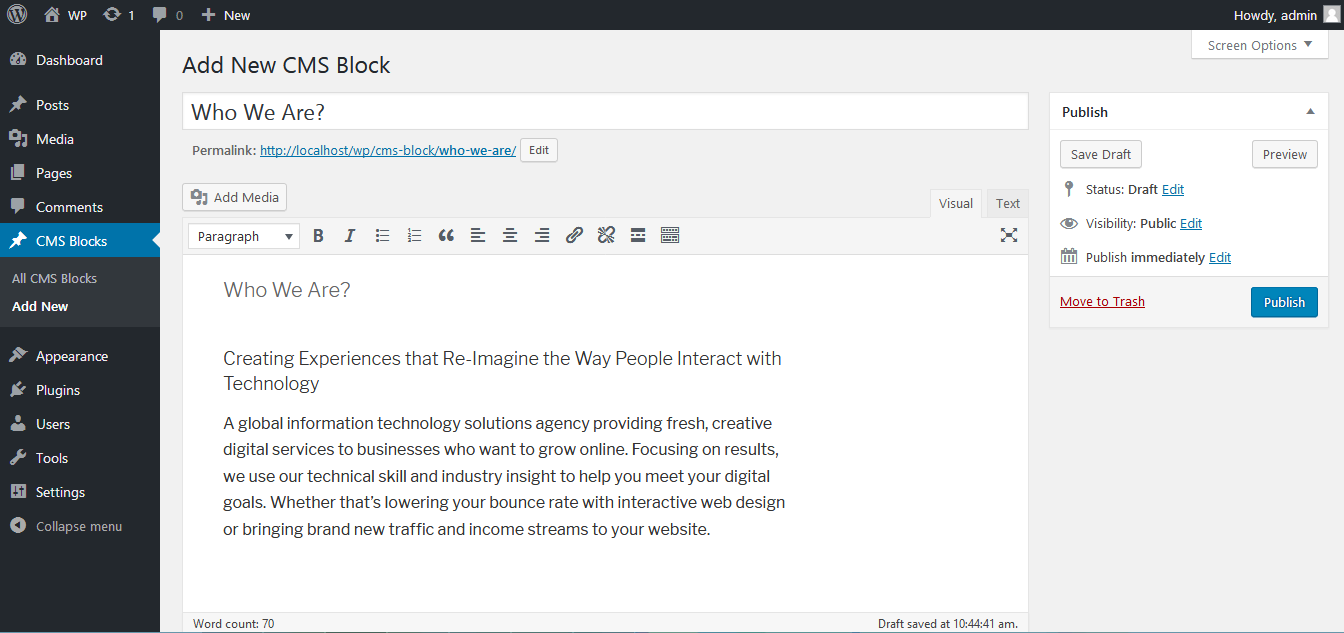 WP 1 0 New Howdy, admin
Screen Options
Dashboard
Posts
Media
Pages
Comments
CMS Blocks
All CMS Blocks
Add New
Appearance
Plugins
Users
Tools
Settings
Collapse menu
Add New CMS Block
Who We Are?
Permalink: http://localhost/wp/cms-block/who-we-are/ Edit
Add Media
Visual Text
Paragraph B I
Who We Are?
Creating Experiences that Re-Imagine the Way People Interact with
Technology
A global information technology solutions agency providing fresh, creative
digital services to businesses who want to grow online. Focusing on results,
we use our technical skill and industry insight to help you meet your digital
goals. Whether that’s lowering your bounce rate with interactive web design
or bringing brand new traffic and income streams to your website.
Word count: 70 Draft saved at 10:44:41 am.
Publish
Save Draft Preview
Status: Draft Edit
Visibility: Public Edit
Publish immediately Edit
Move to Trash Publish